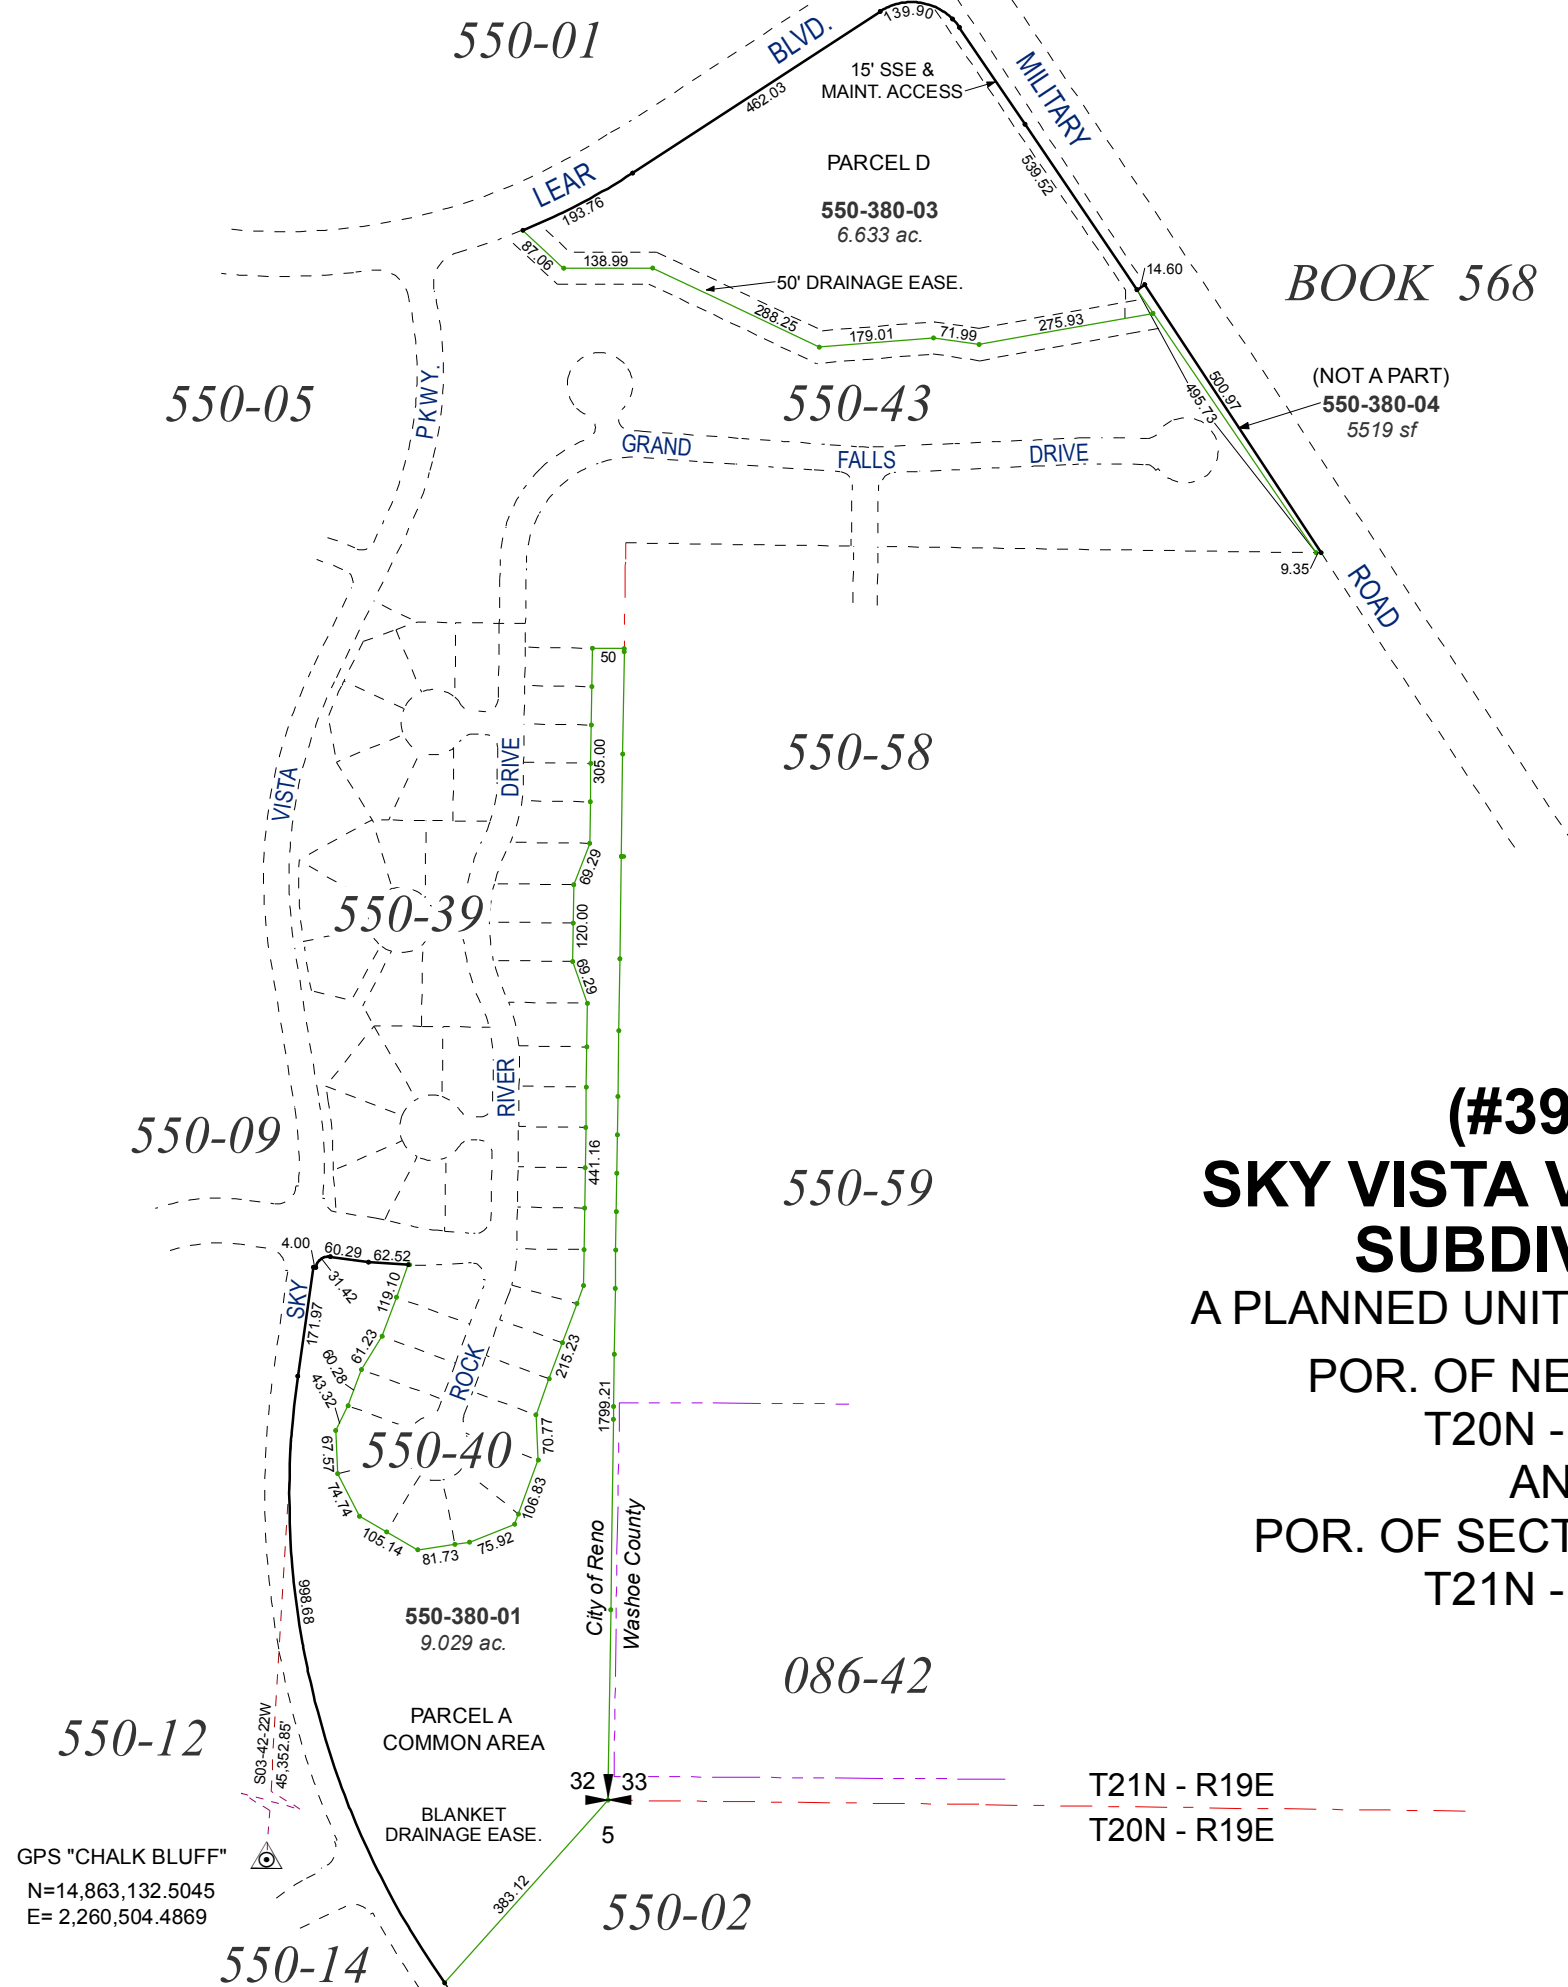 550-01
LEAR
BLVD.
139.90
462.03
193.76
15' SSE &
MAINT. ACCESS
MILITARY
ROAD
539.52
PARCEL D
550-380-03
6.633 ac.
87.06
138.99
50' DRAINAGE EASE.
288.25
179.01
71.99
275.93
14.60
BOOK 568
500.97
495.73
(NOT A PART)
550-380-04
5519 sf
9.35
550-05
PKWY.
550-43
GRAND
FALLS
DRIVE
50
305.00
550-58
VISTA
DRIVE
69.29
550-39
120.00
69.29
RIVER
550-09
441.16
550-59
(#39
SKY VISTA V
SUBDIV
A PLANNED UNIT
POR. OF NE
T20N -
AN
POR. OF SECT
T21N -
4.00
60.29
62.52
31.42
SKY
171.97
119.10
61.23
60.28
43.32
ROCK
215.23
1799.21
550-40
67.57
70.77
74.74
106.83
105.14
81.73
75.92
City of Reno
Washoe County
998.68
550-380-01
9.029 ac.
086-42
550-12
S03-42-22W
45,352.85'
PARCEL A
COMMON AREA
32
33
T21N - R19E
BLANKET
DRAINAGE EASE.
5
T20N - R19E
GPS "CHALK BLUFF"
N=14,863,132.5045
E= 2,260,504.4869
383.12
550-02
550-14